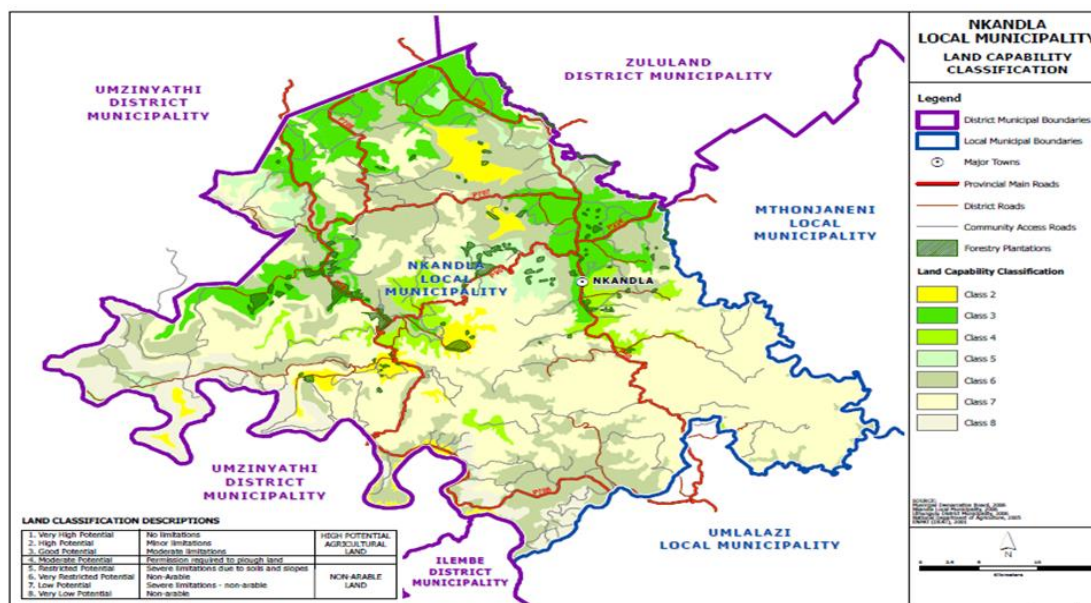 NKANDLA
LOCAL MUNICIPALITY
LAND CAPABILITY
CLASSIFICATION
Legend
District Municipal Boundaries
Local Municipal Boundaries
Major Towns
Provincial Main Roads
District Roads
Community Access Roads
Forestry Plantations
Land Capability Classification
Class 2
Class 3
Class 4
Class 5
Class 6
Class 7
Class 8
SOURCE:
N
Kilometers
UMZINYATHI
DISTRICT
MUNICIPALITY
ZULULAND
DISTRICT MUNICIPALITY
MTHONJANENI
LOCAL
MUNICIPALITY
NKANDLA
LOCAL
MUNICIPALITY
NKANDLA
UMZINYATHI
DISTRICT
MUNICIPALITY
UMLALAZI
LOCAL MUNICIPALITY
ILEMBE
DISTRICT
MUNICIPALITY
LAND CLASSIFICATION DESCRIPTIONS
1. Very High Potential No limitations HIGH POTENTIAL
2. High Potential Minor limitations AGRICULTURAL
3. Good Potential Moderate limitations LAND
4. Moderate Potential Permission required to plough land
5. Restricted Potential Severe limitations due to soils and slopes
6. Very Restricted Potential Non-Arable NON-ARABLE
7. Low Potential Severe limitations - non-arable LAND
8. Very Low Potential Non-arable